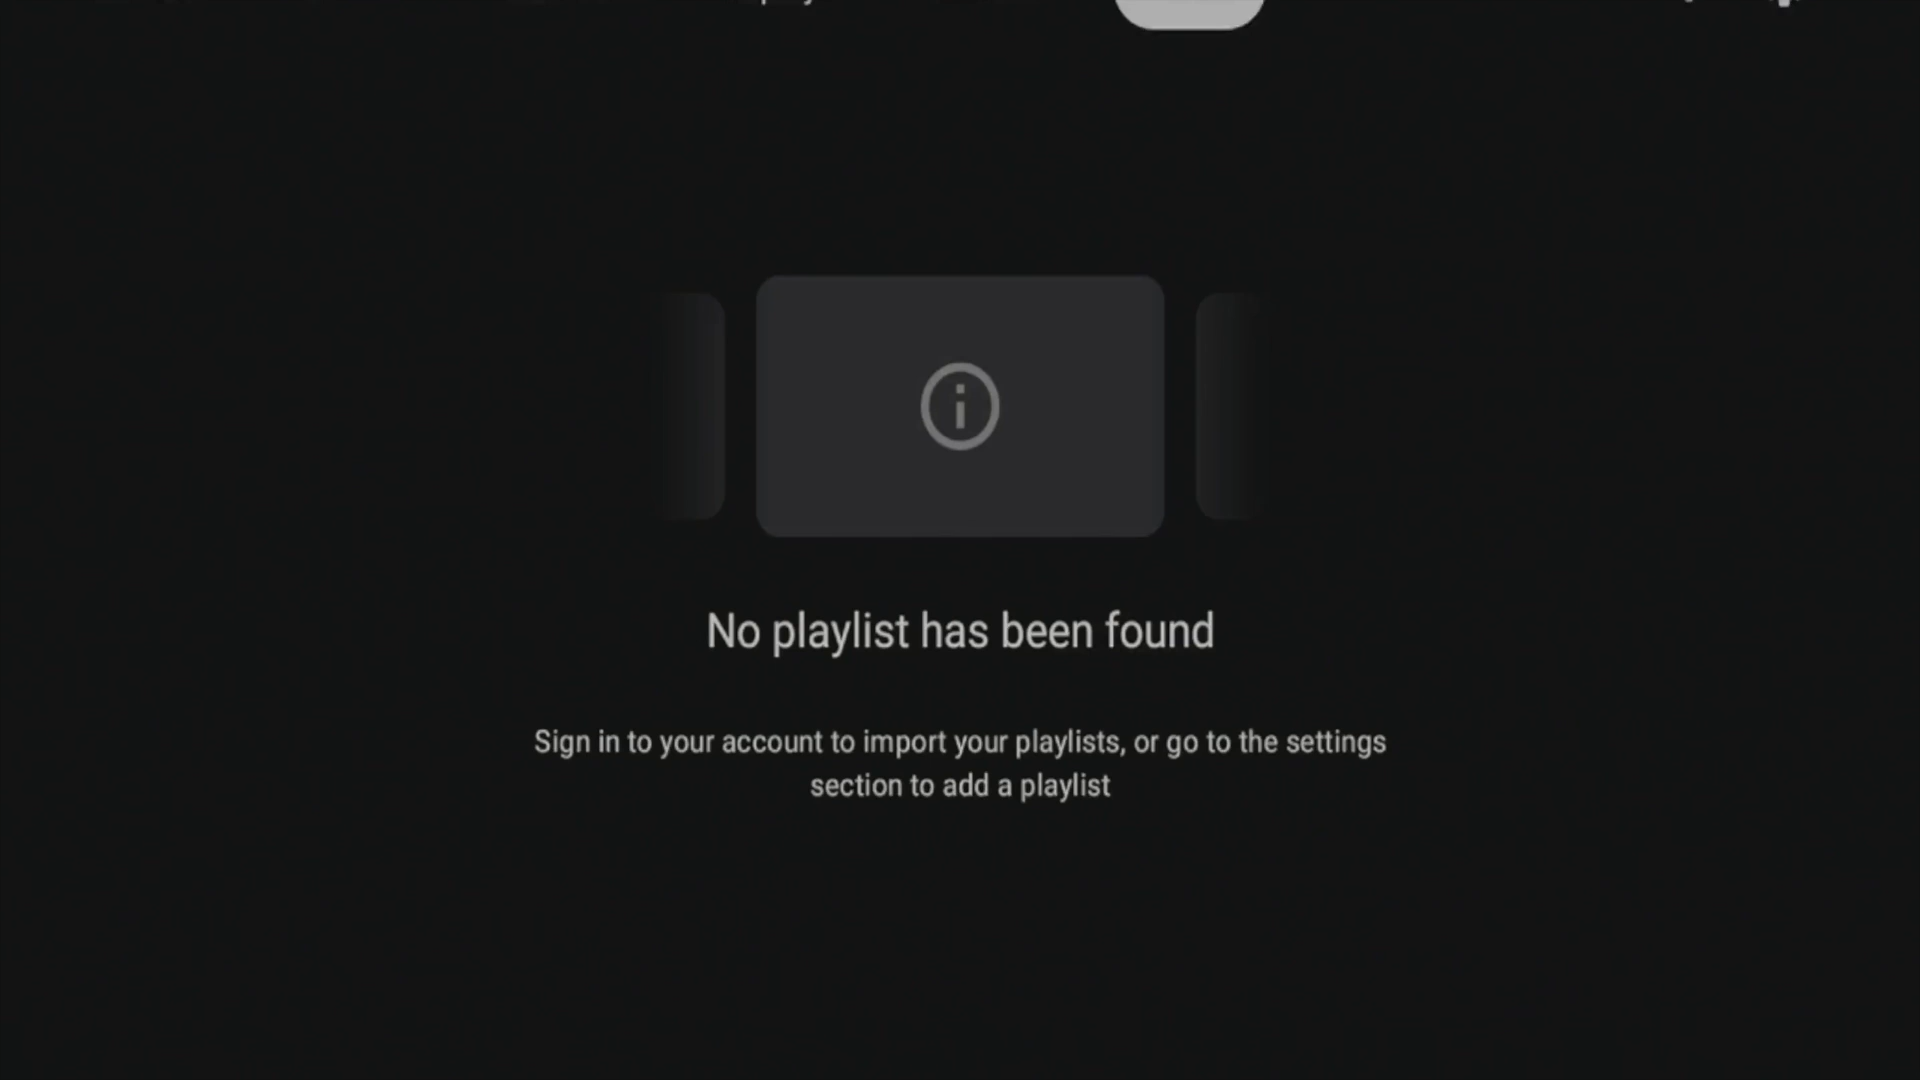 No playlist has been found
Sign in to your account to import your playlists, or go to the settings
section to add a playlist